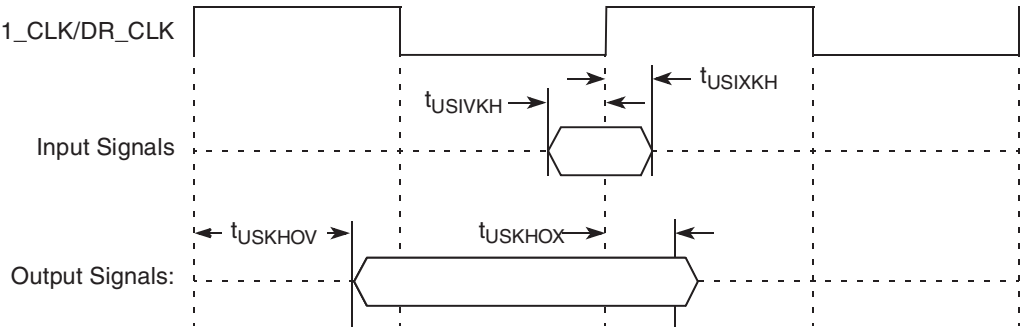 1_CLK/DR_CLK
tUSIXKH
tUSIVKH
Input Signals
tUSKHOV
tUSKHOX
Output Signals: